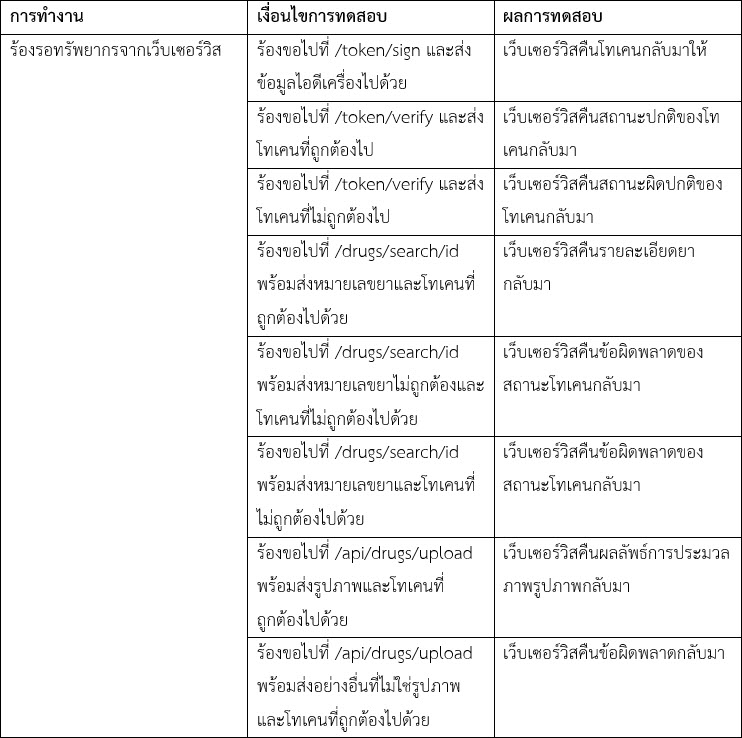 การทำงาน
เงื่อนไขการทดสอบ
ผลการทดสอบ
ร้องรอทรัพยากรจากเว็บเซอร์วิส
ร้องขอไปที่ /token/sign และส่ง
ข้อมูลไอดีเครื่องไปด้วย
เว็บเซอร์วิสคืนโทเคนกลับมาให้
ร้องขอไปที่ /token/verify และส่ง
โทเคนที่ถูกต้องไป
เว็บเซอร์วิสคืนสถานะปกติของโท
เคนกลับมา
ร้องขอไปที่ /token/verify และส่ง
โทเคนที่ไม่ถูกต้องไป
เว็บเซอร์วิสคืนสถานะผิดปกติของ
โทเคนกลับมา
ร้องขอไปที่ /drugs/search/id
พร้อมส่งหมายเลขยาและโทเคนที่
ถูกต้องไปด้วย
เว็บเซอร์วิสคืนรายละเอียดยา
กลับมา
ร้องขอไปที่ /drugs/search/id
พร้อมส่งหมายเลขยาไม่ถูกต้องและ
โทเคนที่ไม่ถูกต้องไปด้วย
เว็บเซอร์วิสคืนข้อผิดพลาดของ
สถานะโทเคนกลับมา
ร้องขอไปที่ /drugs/search/id
พร้อมส่งหมายเลขยาและโทเคนที่
ไม่ถูกต้องไปด้วย
เว็บเซอร์วิสคืนข้อผิดพลาดของ
สถานะโทเคนกลับมา
ร้องขอไปที่ /api/drugs/upload
พร้อมส่งรูปภาพและโทเคนที่
ถูกต้องไปด้วย
เว็บเซอร์วิสคืนผลลัพธ์การประมวล
ภาพรูปภาพกลับมา
ร้องขอไปที่ /api/drugs/upload
พร้อมส่งอย่างอื่นที่ไม่ใช่รูปภาพ
และโทเคนที่ถูกต้องไปด้วย
เว็บเซอร์วิสคืนข้อผิดพลาดกลับมา